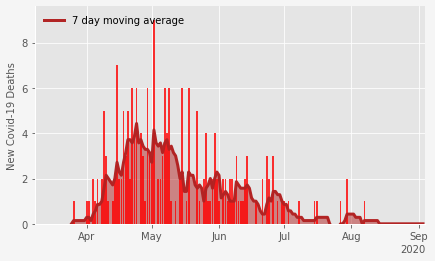 7 day moving average
New Covid-19 Deaths
8
6
4
2
0
Apr
May
Jun
Jul
Aug
Sep
2020